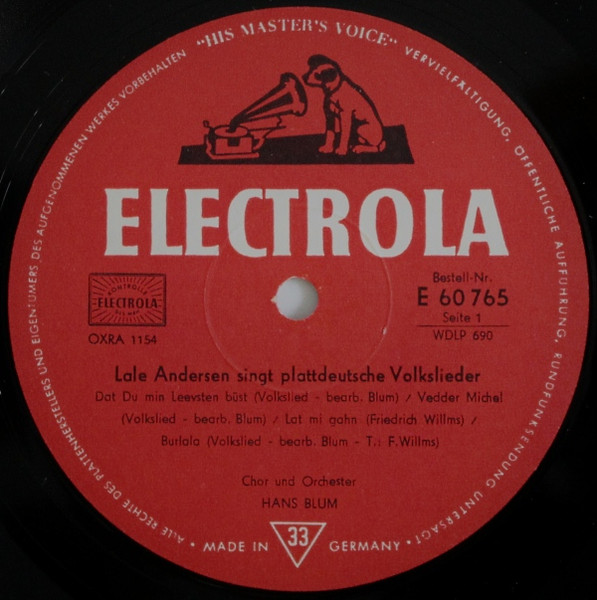 "HIS MASTER'S VOICE"
ALLE RECHTE DES PLATTENHERSTELLERS UND EIGENTÜMERS DES AUFGENOMMENEN WERKES VORBEHALTEN
VERVIELFÄLTIGUNG, ÖFFENTLICHE AUFFÜHRUNG, RUNDFUNKSENDUNG UNTERSAGT
ELECTROLA
KONTROLLE
ELECTROLA
OXRA 1154
Bestell-Nr.
E 60 765
Seite 1
WDLP 690
Lale Andersen singt plattdeutsche Volkslieder
Dat Du min Leevsten büst (Volkslied - bearb. Blum) / Vedder Michel
(Volkslied - bearb. Blum) / Lat mi gahn (Friedrich Willms) /
Burlala (Volkslied - bearb. Blum - T.: F.Willms)
Chor und Orchester
HANS BLUM
33
• MADE IN GERMANY •